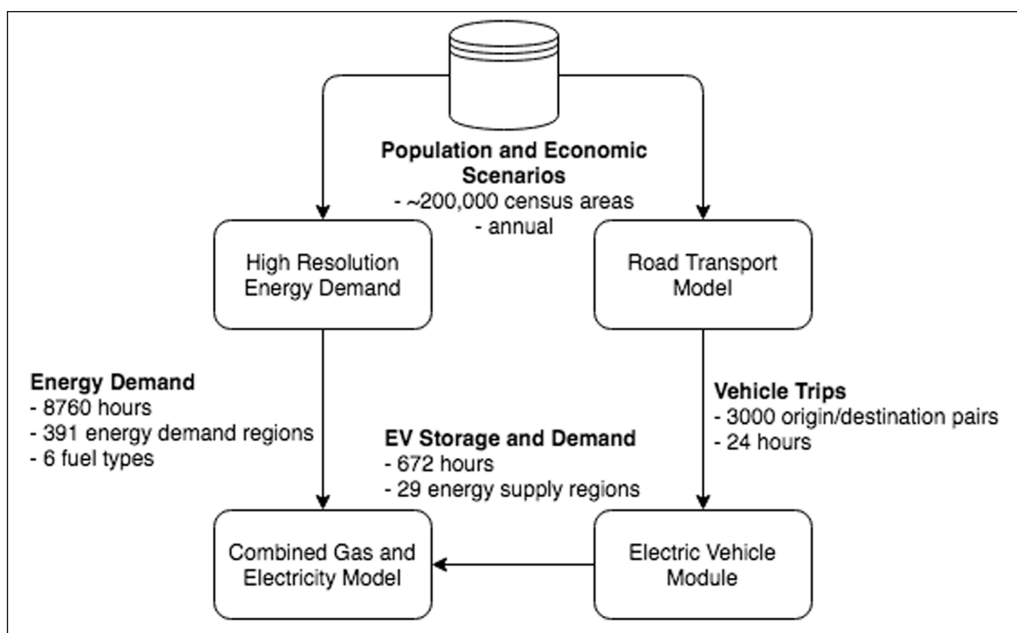 Population and Economic
Scenarios
- ~200,000 census areas
- annual
High Resolution
Energy Demand
Road Transport
Model
Energy Demand
- 8760 hours
- 391 energy demand regions
- 6 fuel types
Vehicle Trips
- 3000 origin/destination pairs
- 24 hours
EV Storage and Demand
- 672 hours
- 29 energy supply regions
Combined Gas and
Electricity Model
Electric Vehicle
Module